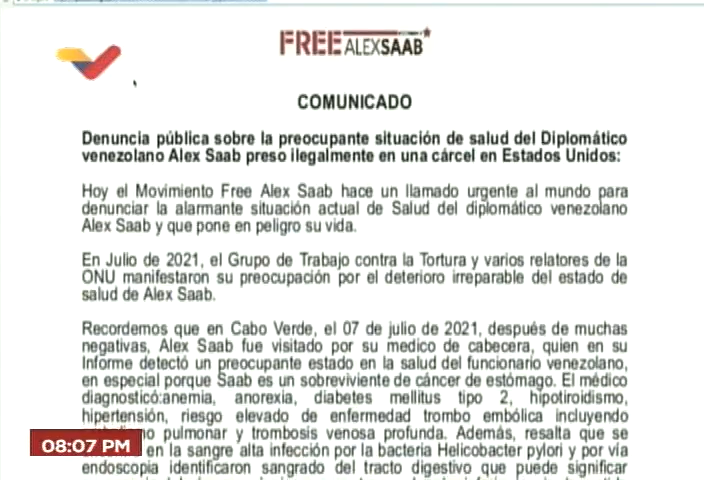 FREEALEXSAAB
COMUNICADO
Denuncia pública sobre la preocupante situación de salud del Diplomático
venezolano Alex Saab preso ilegalmente en una cárcel en Estados Unidos:
Hoy el Movimiento Free Alex Saab hace un llamado urgente al mundo para
denunciar la alarmante situación actual de Salud del diplomático venezolano
Alex Saab y que pone en peligro su vida.
En Julio de 2021, el Grupo de Trabajo contra la Tortura y varios relatores de la
ONU manifestaron su preocupación por el deterioro irreparable del estado de
salud de Alex Saab.
Recordemos que en Cabo Verde, el 07 de julio de 2021, después de muchas
negativas, Alex Saab fue visitado por su medico de cabecera, quien en su
Informe detectó un preocupante estado en la salud del funcionario venezolano,
en especial porque Saab es un sobreviviente de cáncer de estómago. El médico
diagnosticó:anemia, anorexia, diabetes mellitus tipo 2, hipotiroidismo,
hipertensión, riesgo elevado de enfermedad trombo embólica incluyendo
pulmonar y trombosis venosa profunda. Además, resalta que se
en la sangre alta infección por la bacteria Helicobacter pylori y por vía
endoscopia identificaron sangrado del tracto digestivo que puede significar
08:07 PM